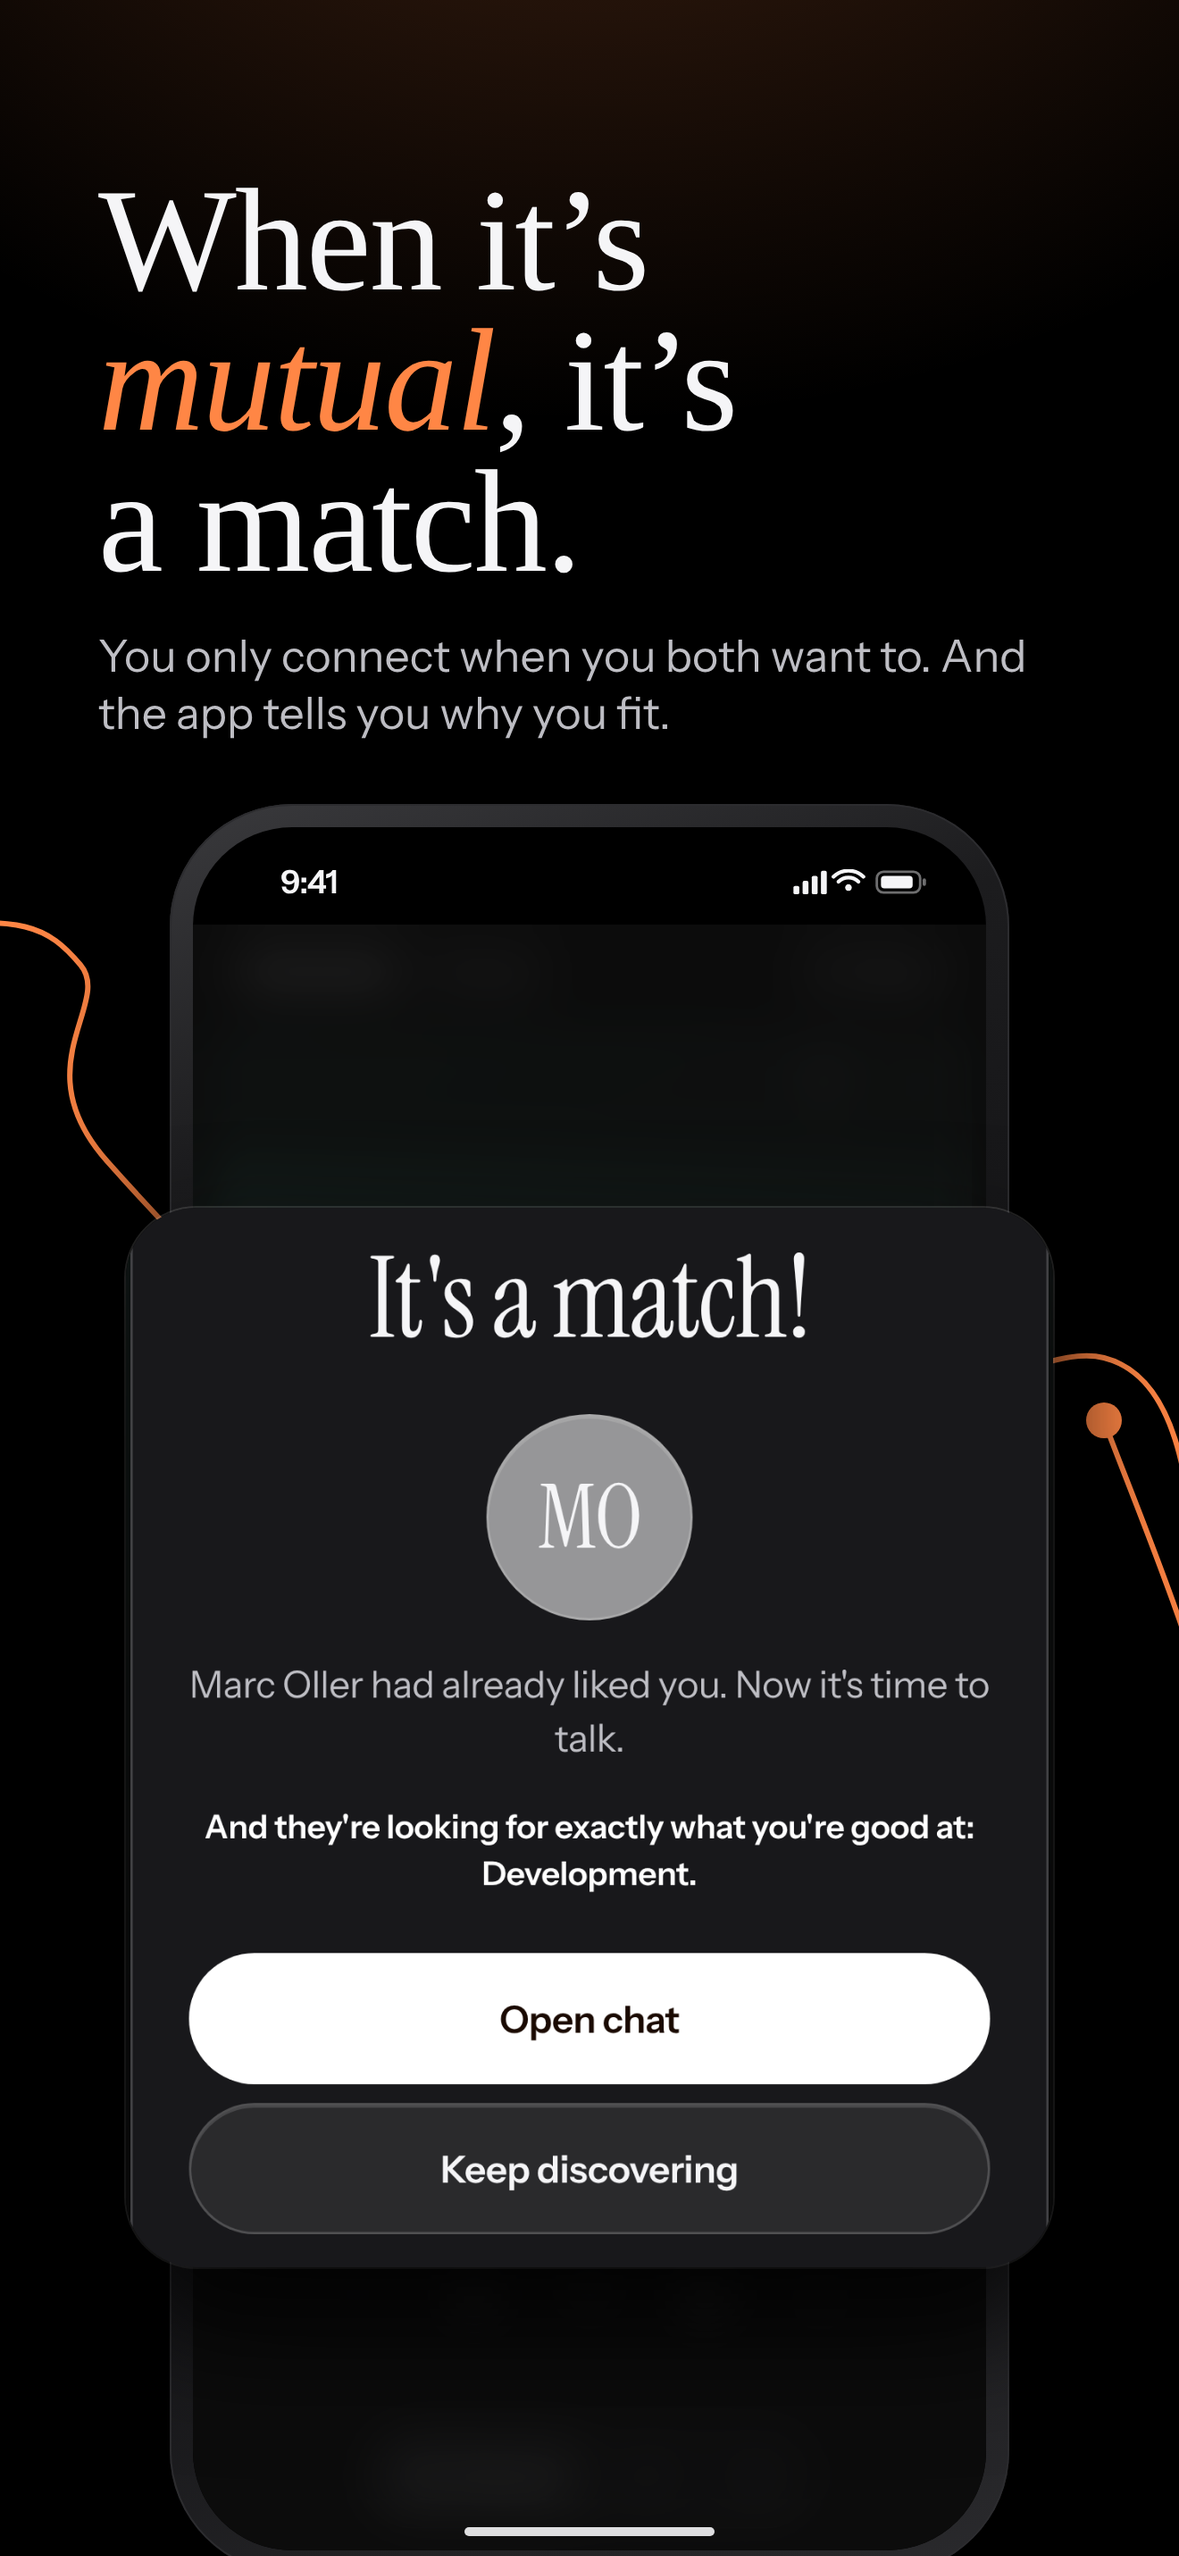 When it’s
mutual, it’s
a match.
You only connect when you both want to. And
the app tells you why you fit.
9:41
It's a match!
MO
Marc Oller had already liked you. Now it's time to
talk.
And they're looking for exactly what you're good at:
Development.
Open chat
Keep discovering